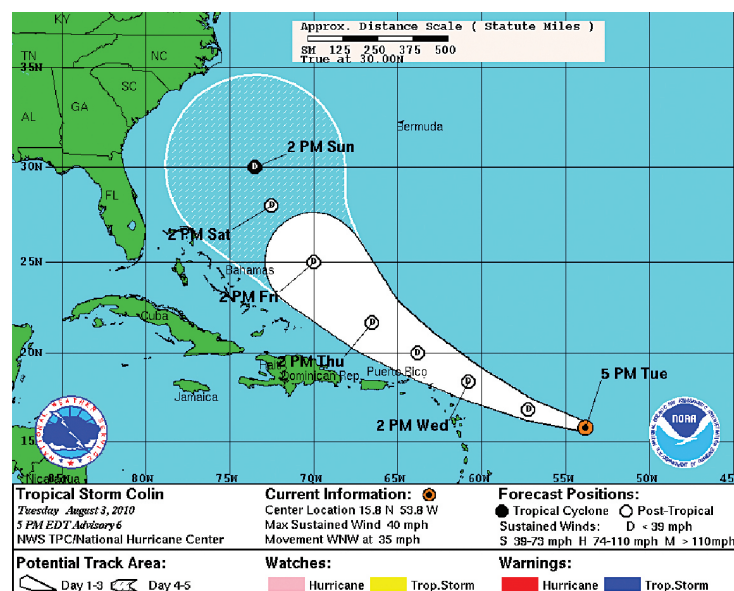 Approx. Distance Scale ( Statute Miles )
SM 125 250 375 500
True at 30.00N
KY
TN
NC
35N
SC
AL
GA
Bermuda
2 PM Sun
30N
FL
2 PM Sat
25N
Bahamas
2 PM Fri
Cuba
20N
2 PM Thu
Dominican Rep.
Puerto Rico
5 PM Tue
Jamaica
2 PM Wed
NOAA
15
Nicaragua
80N 75W 70W 65W 60W 55W 50W 45W
Tropical Storm Colin
Tuesday August 3, 2010
5 PM EDT Advisory 6
NWS TPC/National Hurricane Center
Current Information:
Center Location 15.8 N 53.8 W
Max Sustained Wind 40 mph
Movement WNW at 35 mph
Forecast Positions:
Tropical Cyclone Post-Tropical
Sustained Winds: D < 39 mph
S 39-73 mph H 74-110 mph M > 110mph
Potential Track Area:
Day 1-3 Day 4-5
Watches:
Hurricane Trop.Storm
Warnings:
Hurricane Trop.Storm